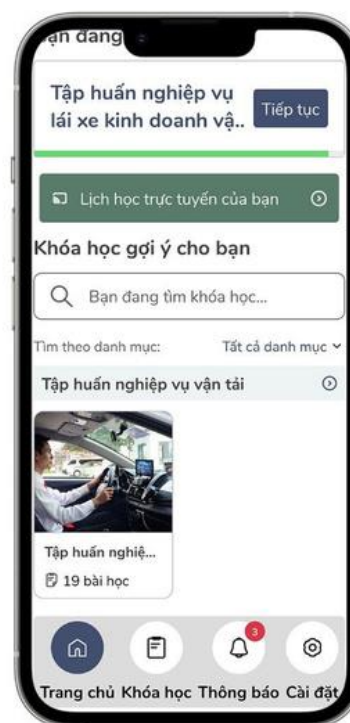 ạn đang
Tập huấn nghiệp vụ
lái xe kinh doanh vậ..
Tiếp tục
Lịch học trực tuyến của bạn
Khóa học gợi ý cho bạn
Bạn đang tìm khóa học...
Tìm theo danh mục:
Tất cả danh mục
Tập huấn nghiệp vụ vận tải
Tập huấn nghiệ...
19 bài học
3
Trang chủ Khóa học Thông báo Cài đặt